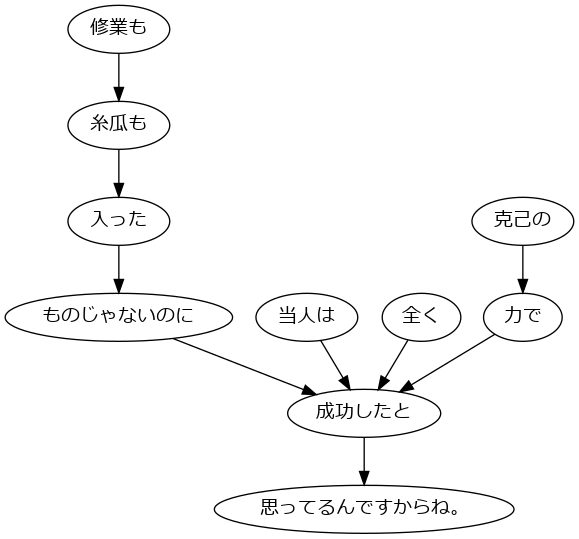 修業も
糸瓜も
入った
克己の
ものじゃないのに
当人は
全く
力で
成功したと
思ってるんですからね。